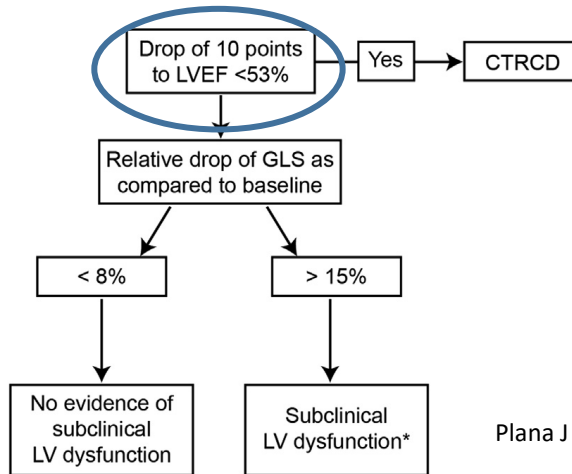 Drop of 10 points
to LVEF <53%
Yes
CTRCD
Relative drop of GLS as
compared to baseline
< 8%
> 15%
No evidence of
subclinical
LV dysfunction
Subclinical
LV dysfunction*
Plana J